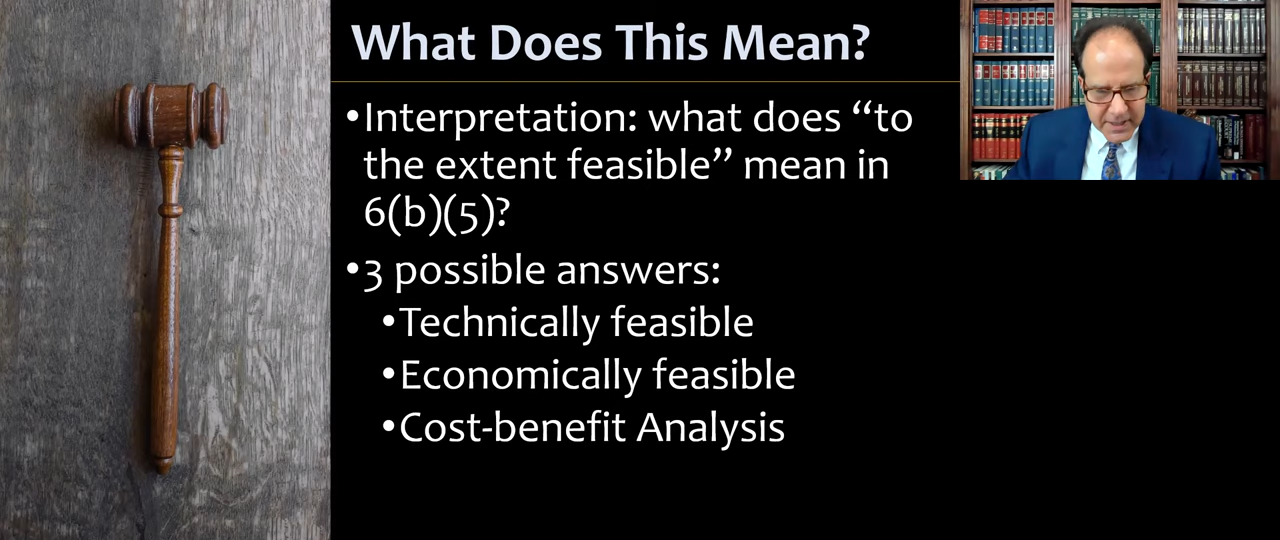 What Does This Mean?
•Interpretation: what does “to
the extent feasible” mean in
6(b)(5)?
•3 possible answers:
•Technically feasible
•Economically feasible
•Cost-benefit Analysis